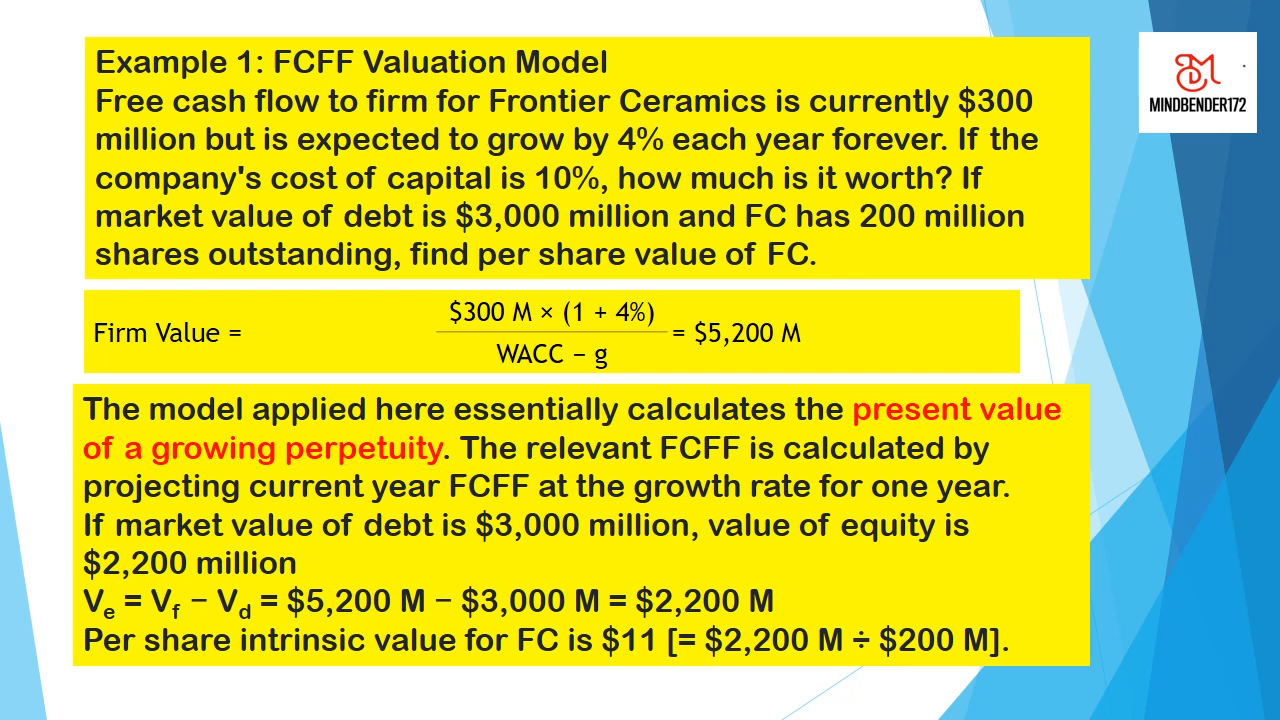 Example 1: FCFF Valuation Model
Free cash flow to firm for Frontier Ceramics is currently $300
million but is expected to grow by 4% each year forever. If the
company's cost of capital is 10%, how much is it worth? If
market value of debt is $3,000 million and FC has 200 million
shares outstanding, find per share value of FC.
MINDBENDER172
$300 M × (1 + 4%)
Firm Value = = $5,200 M
WACC − g
The model applied here essentially calculates the present value
of a growing perpetuity. The relevant FCFF is calculated by
projecting current year FCFF at the growth rate for one year.
If market value of debt is $3,000 million, value of equity is
$2,200 million
Ve = Vf − Vd = $5,200 M − $3,000 M = $2,200 M
Per share intrinsic value for FC is $11 [= $2,200 M ÷ $200 M].